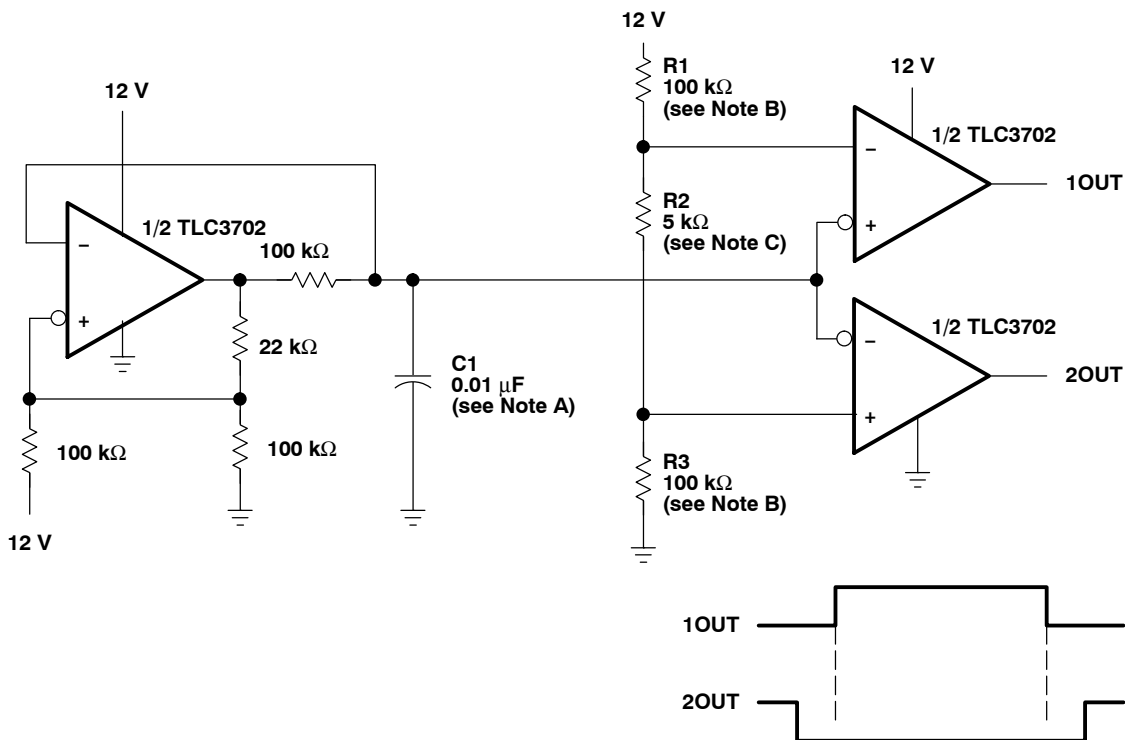 12 V
1/2 TLC3702
−
+
100 kΩ
22 kΩ
100 kΩ
100 kΩ
12 V
C1
0.01 μF
(see Note A)
12 V
R1
100 kΩ
(see Note B)
R2
5 kΩ
(see Note C)
R3
100 kΩ
(see Note B)
12 V
1/2 TLC3702
−
+
1OUT
1/2 TLC3702
−
+
2OUT
1OUT
2OUT